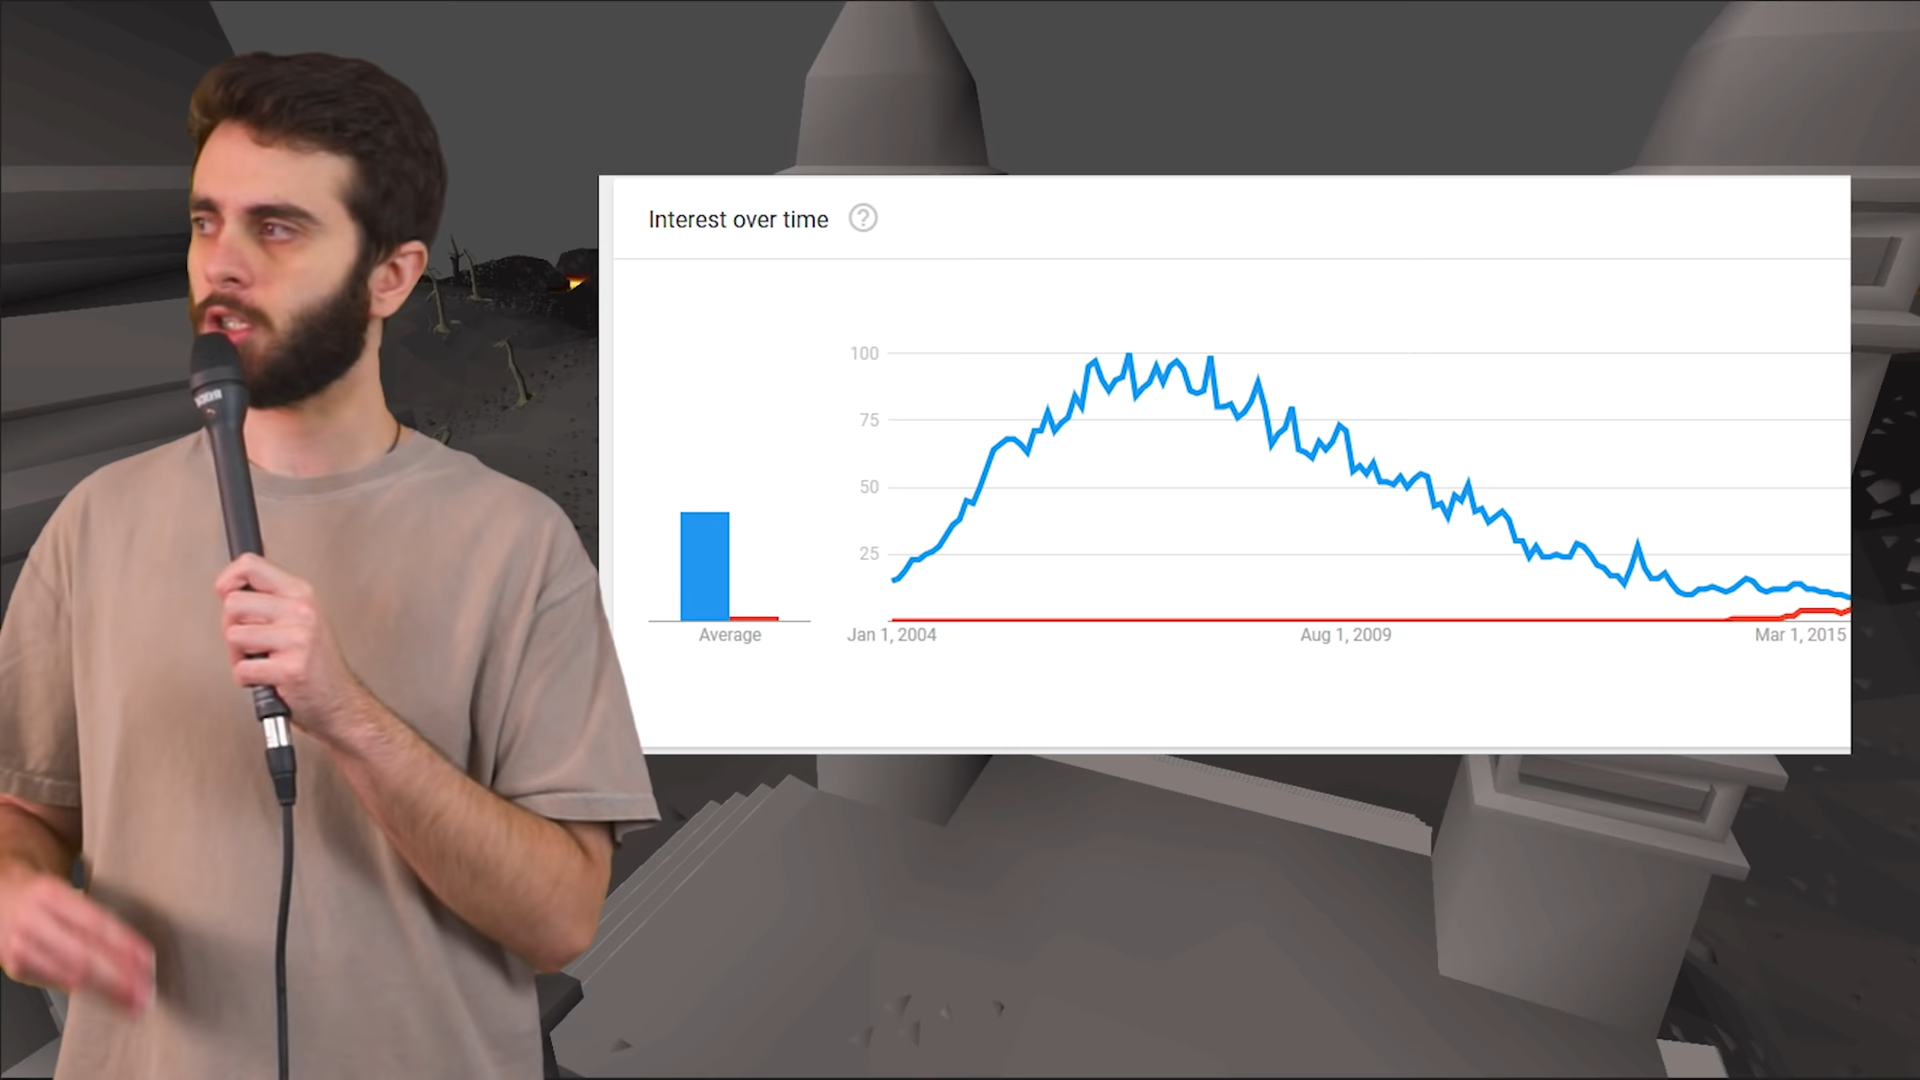 Interest over time ?
100
75
50
25
Average
Jan 1, 2004 Aug 1, 2009 Mar 1, 2015